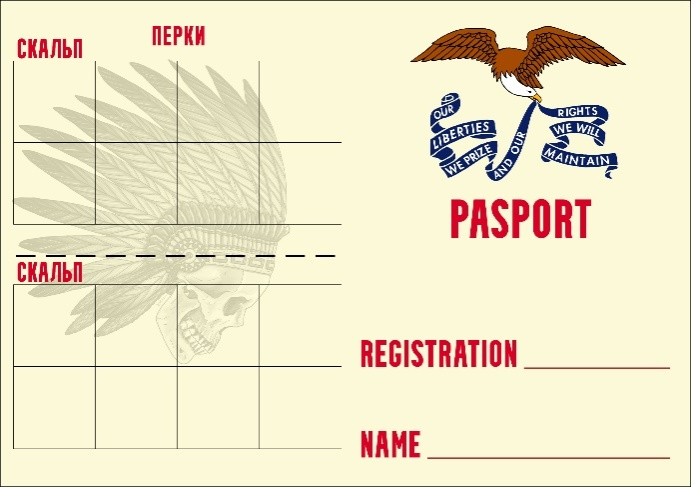 СКАЛЬП
ПЕРКИ
СКАЛЬП
OUR
LIBERTIES
WE PRIZE
AND OUR
RIGHTS
WE WILL
MAINTAIN
PASPORT
REGISTRATION
NAME